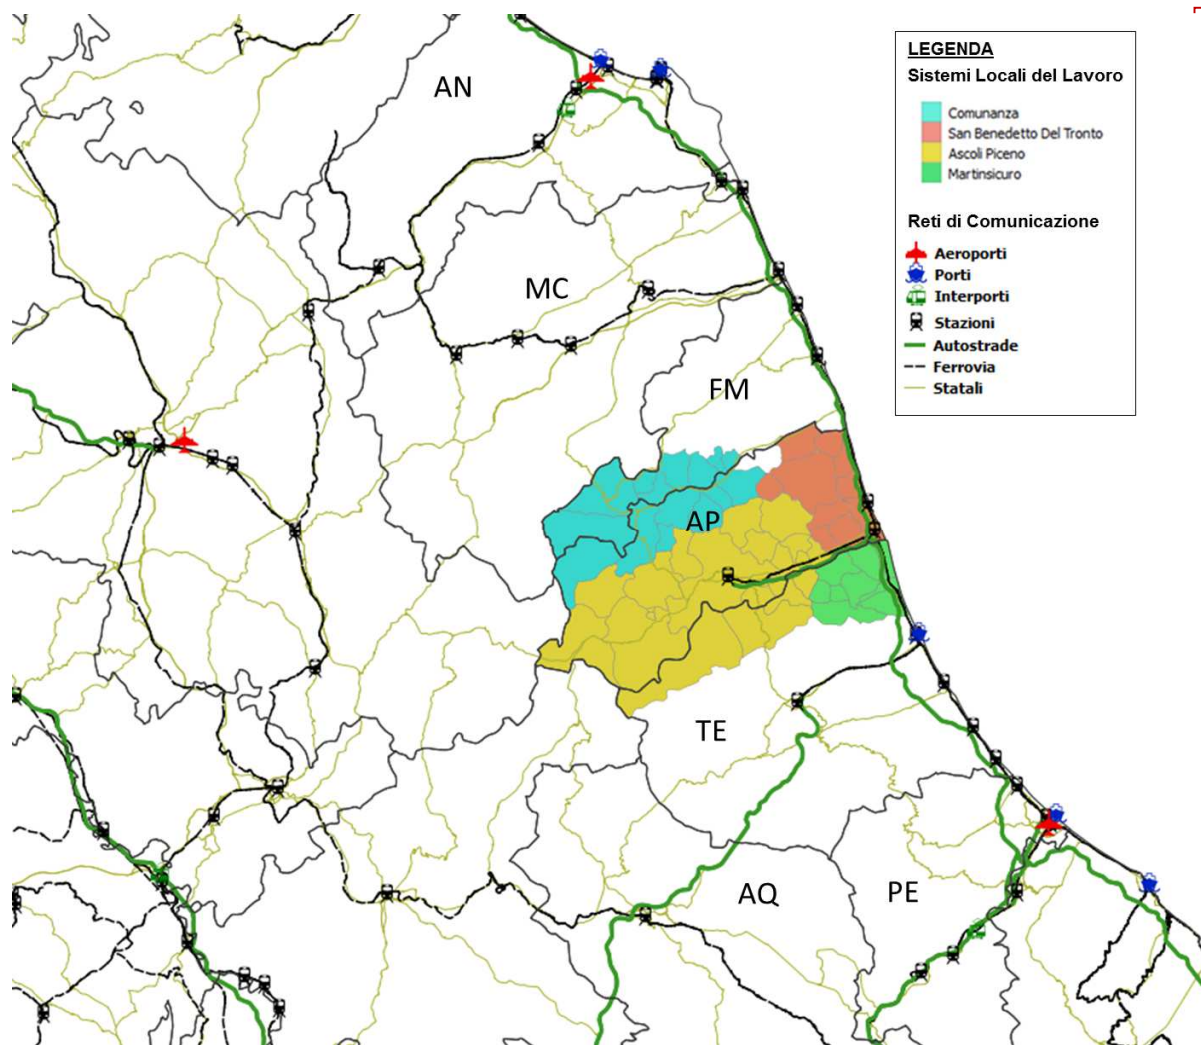 AN
MC
FM
AP
TE
AQ
PE
LEGENDA
Sistemi Locali del Lavoro
Comunanza
San Benedetto Del Tronto
Ascoli Piceno
Martinsicuro
Reti di Comunicazione
Aeroporti
Porti
Interporti
Stazioni
Autostrade
Ferrovia
Statali